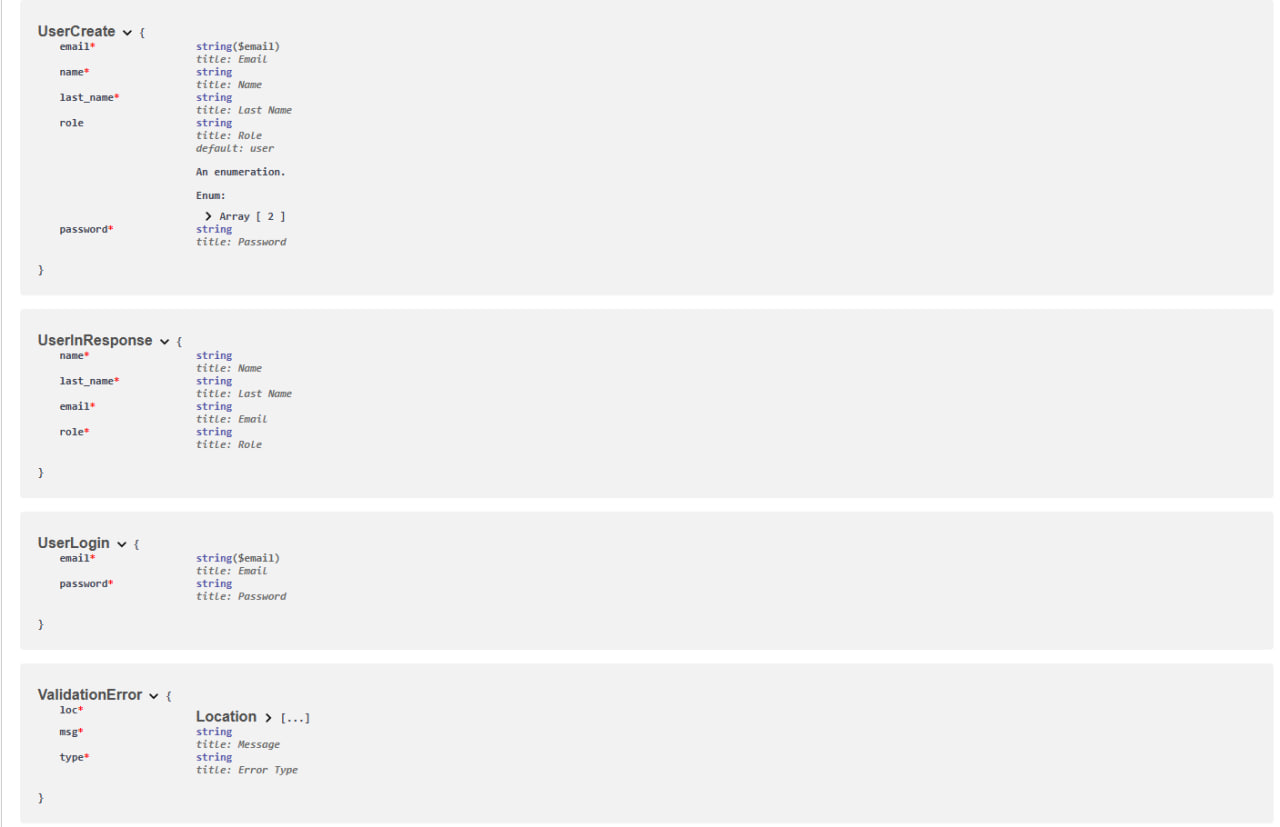 UserCreate {
email* string($email)
title: Email
name* string
title: Name
last_name* string
title: Last Name
role string
title: Role
default: user
An enumeration.
Enum:
Array [ 2 ]
password* string
title: Password
}
UserInResponse {
name* string
title: Name
last_name* string
title: Last Name
email* string
title: Email
role* string
title: Role
}
UserLogin {
email* string($email)
title: Email
password* string
title: Password
}
ValidationError {
loc* Location [...]
msg* string
title: Message
type* string
title: Error Type
}